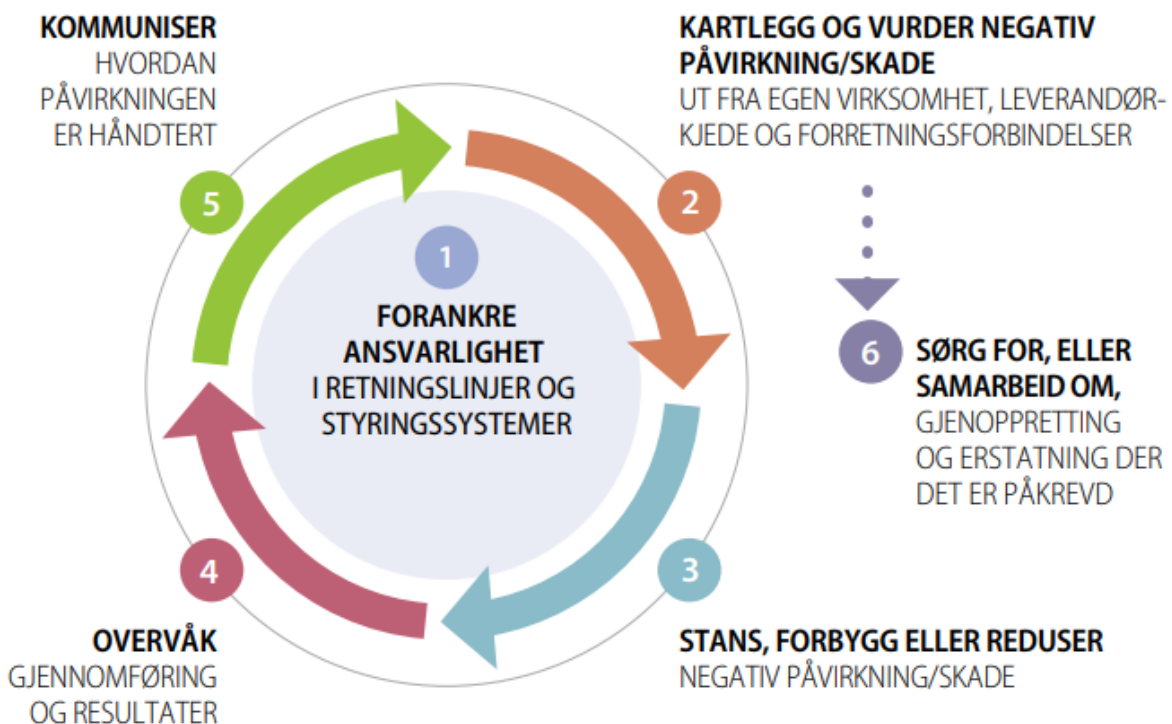 KOMMUNISER
HVORDAN
PÅVIRKNINGEN
ER HÅNDTERT
5
KARTLEGG OG VURDER NEGATIV
PÅVIRKNING/SKADE
UT FRA EGEN VIRKSOMHET, LEVERANDØR-
KJEDE OG FORRETNINGSFORBINDELSER
2
1
FORANKRE
ANSVARLIGHET
I RETNINGSLINJER OG
STYRINGSSYSTEMER
6
SØRG FOR, ELLER
SAMARBEID OM,
GJENOPPRETTING
OG ERSTATNING DER
DET ER PÅKREVD
4
OVERVÅK
GJENNOMFØRING
OG RESULTATER
3
STANS, FORBYGG ELLER REDUSER
NEGATIV PÅVIRKNING/SKADE